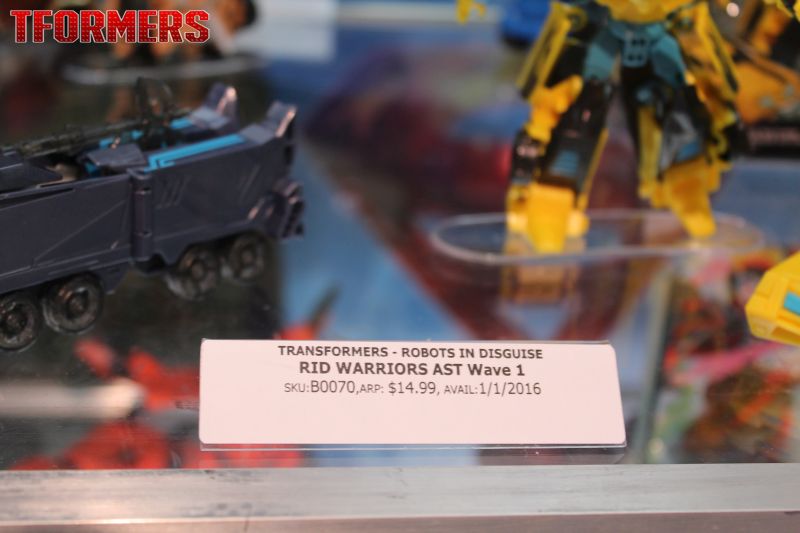 TFORMERS
TRANSFORMERS - ROBOTS IN DISGUISE
RID WARRIORS AST Wave 1
SKU:B0070,ARP: $14.99, AVAIL:1/1/2016